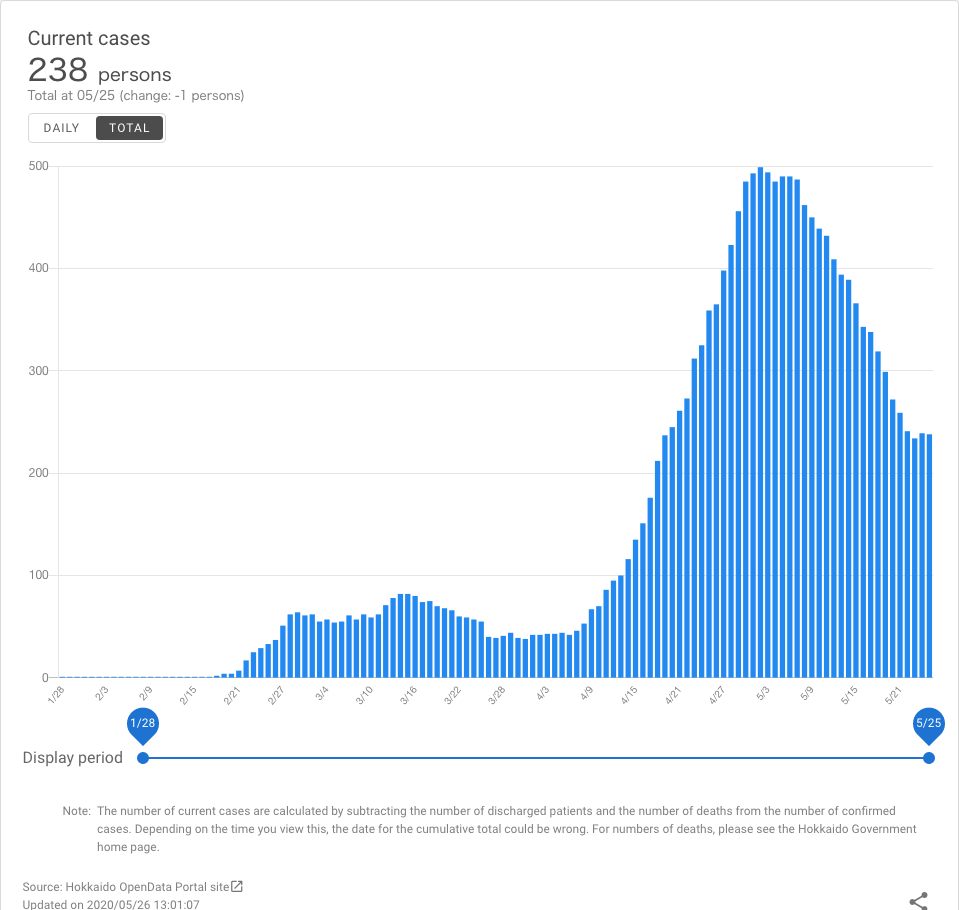 Current cases
238 persons
Total at 05/25 (change: -1 persons)
DAILY TOTAL
500
400
300
200
100
0
1/28 2/3 2/9 2/15 2/21 2/27 3/4 3/10 3/16 3/22 3/28 4/3 4/9 4/15 4/21 4/27 5/3 5/9 5/15 5/21
1/28 5/25
Display period
Note: The number of current cases are calculated by subtracting the number of discharged patients and the number of deaths from the number of confirmed
cases. Depending on the time you view this, the date for the cumulative total could be wrong. For numbers of deaths, please see the Hokkaido Government
home page.
Source: Hokkaido OpenData Portal site
Updated on 2020/05/26 13:01:07